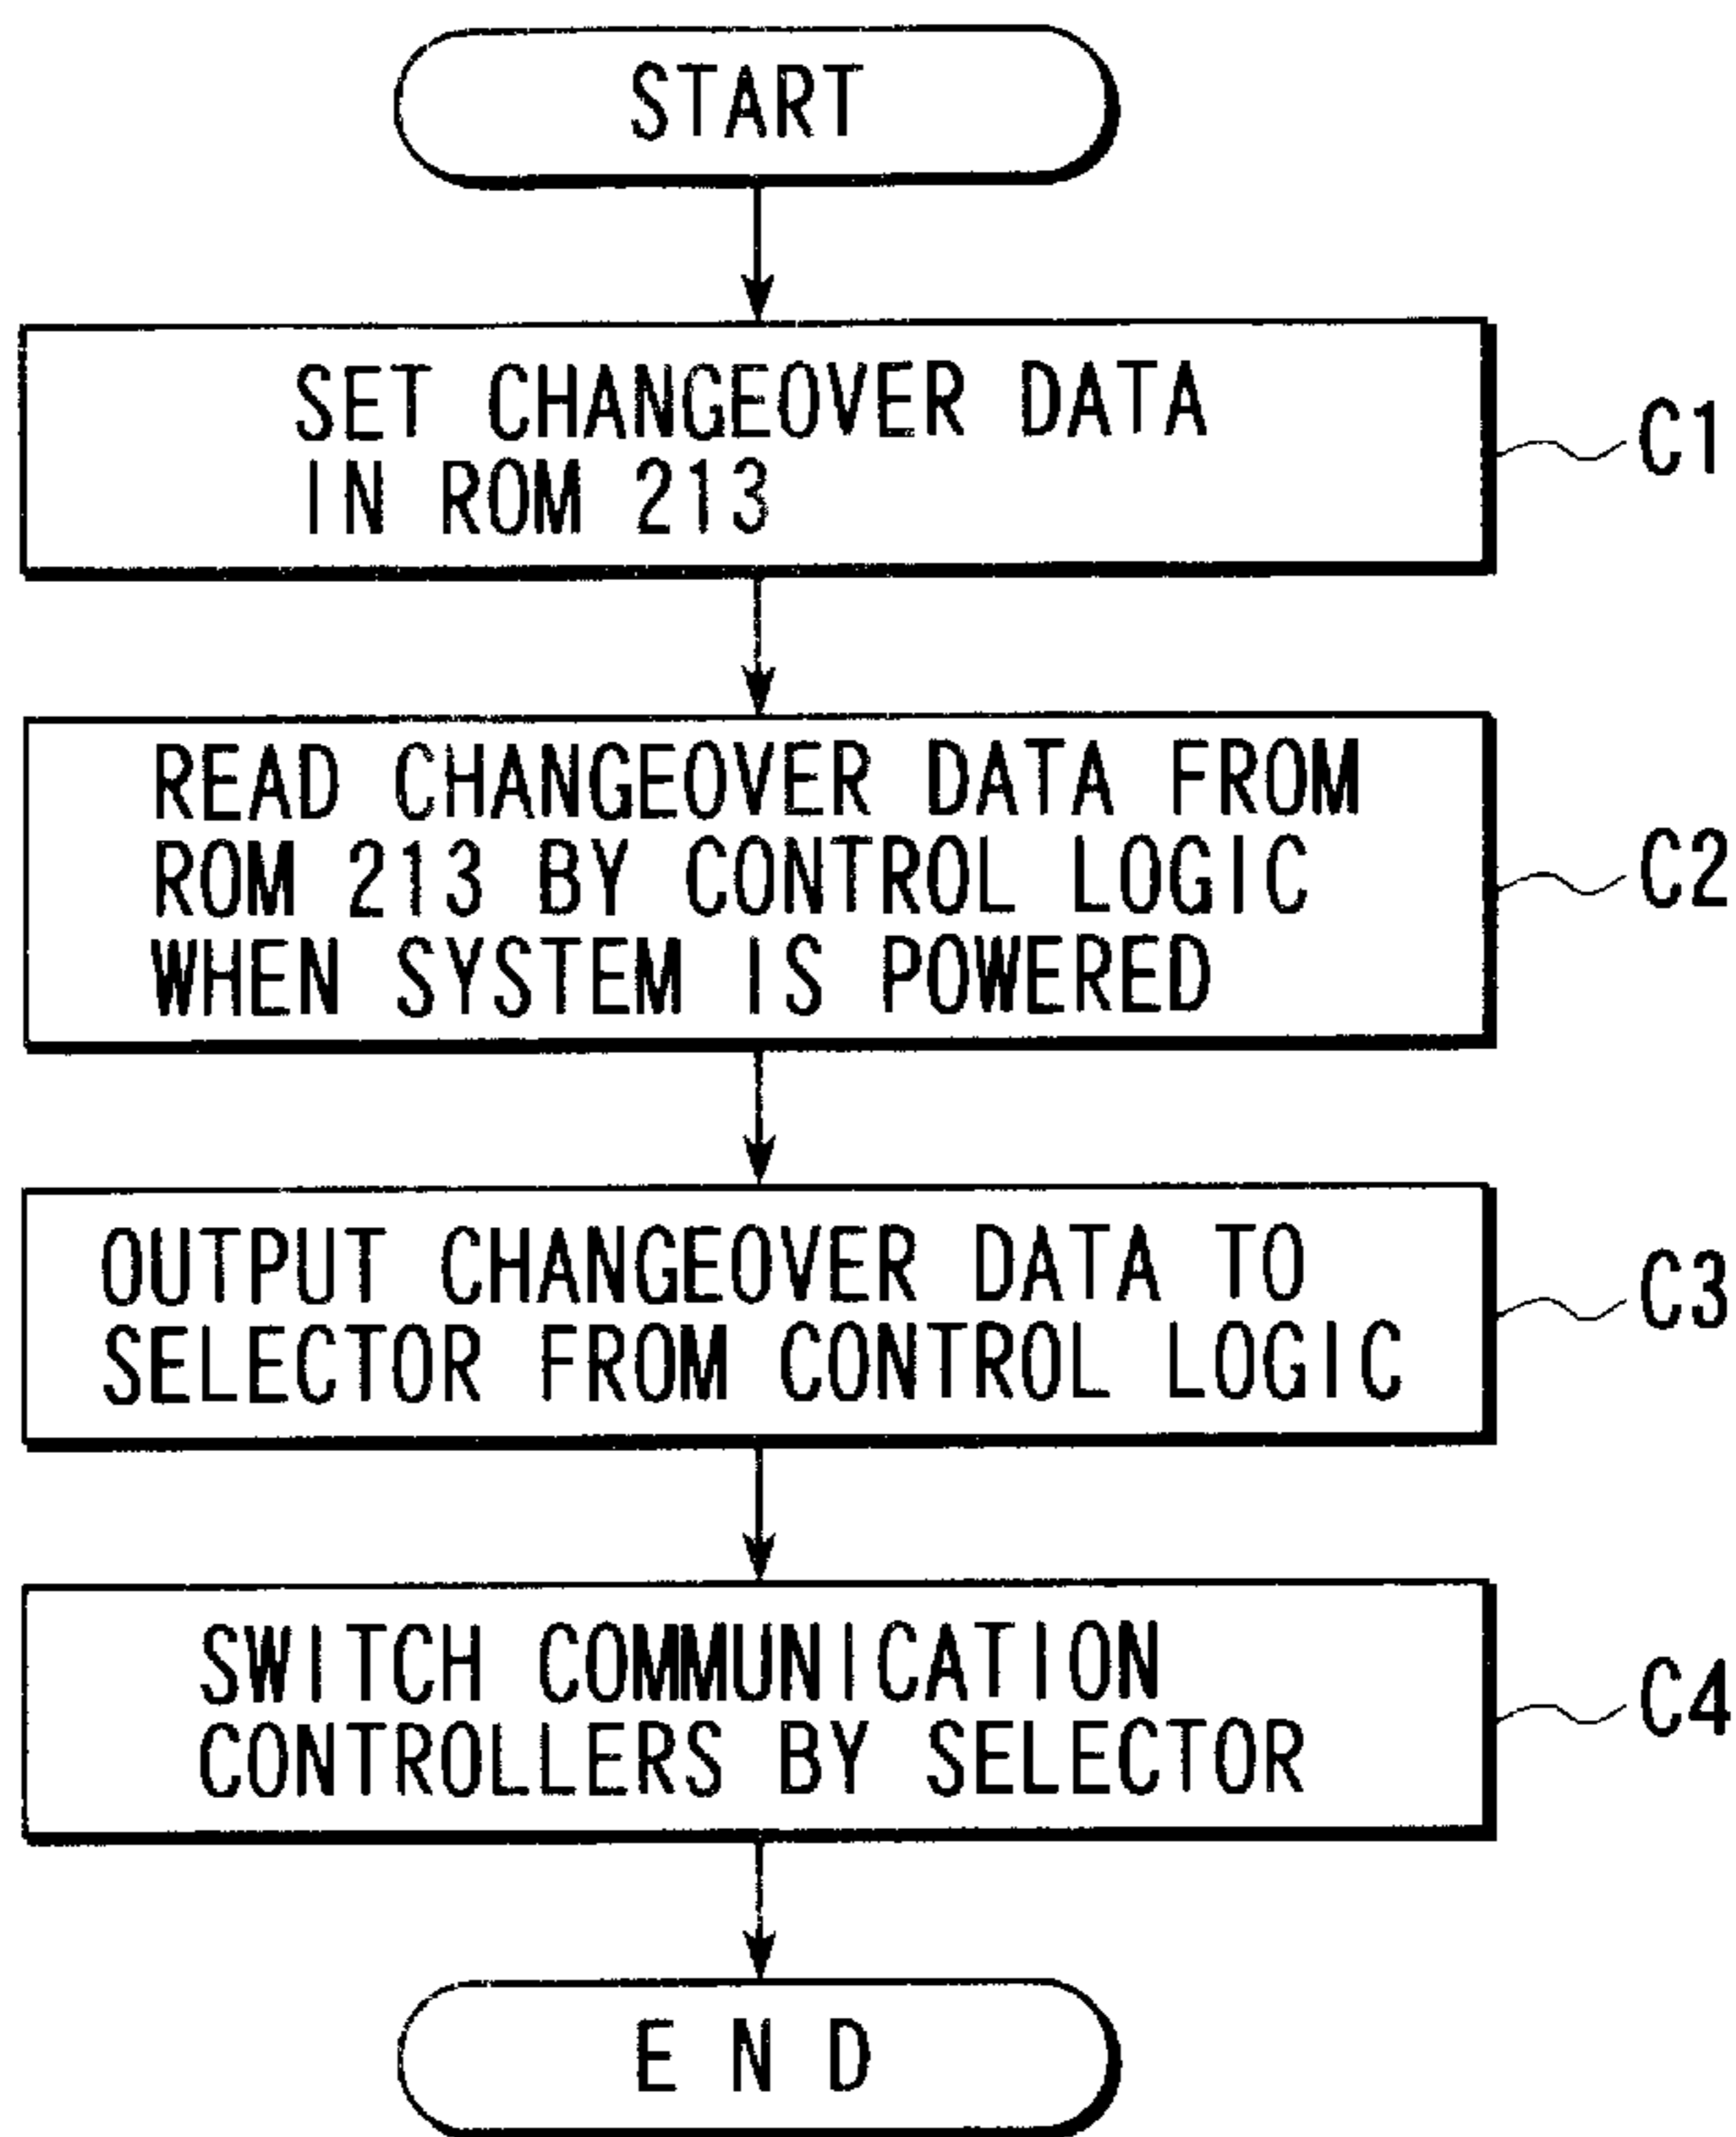 START
SET CHANGEOVER DATA
IN ROM 213
C1
READ CHANGEOVER DATA FROM
ROM 213 BY CONTROL LOGIC
WHEN SYSTEM IS POWERED
C2
OUTPUT CHANGEOVER DATA TO
SELECTOR FROM CONTROL LOGIC
C3
SWITCH COMMUNICATION
CONTROLLERS BY SELECTOR
C4
END